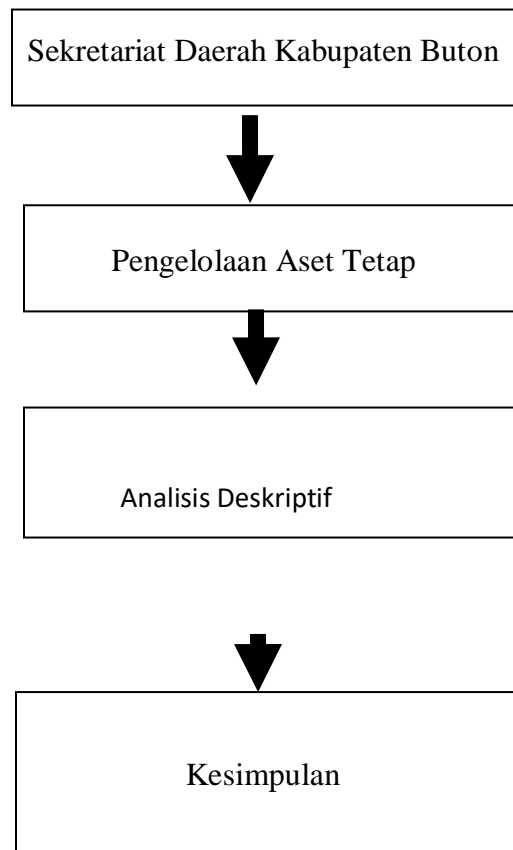 Sekretariat Daerah Kabupaten Buton
Pengelolaan Aset Tetap
Analisis Deskriptif
Kesimpulan